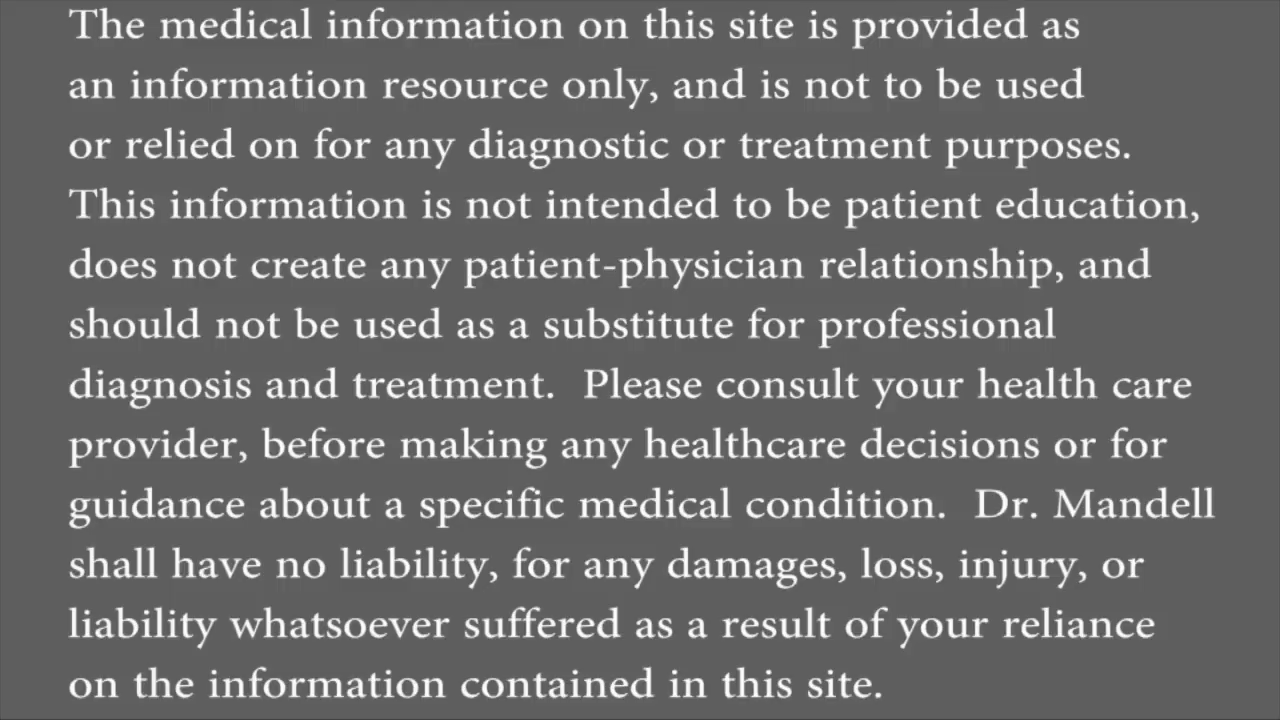 The medical information on this site is provided as
an information resource only, and is not to be used
or relied on for any diagnostic or treatment purposes.
This information is not intended to be patient education,
does not create any patient-physician relationship, and
should not be used as a substitute for professional
diagnosis and treatment.  Please consult your health care
provider, before making any healthcare decisions or for
guidance about a specific medical condition.  Dr. Mandell
shall have no liability, for any damages, loss, injury, or
liability whatsoever suffered as a result of your reliance
on the information contained in this site.